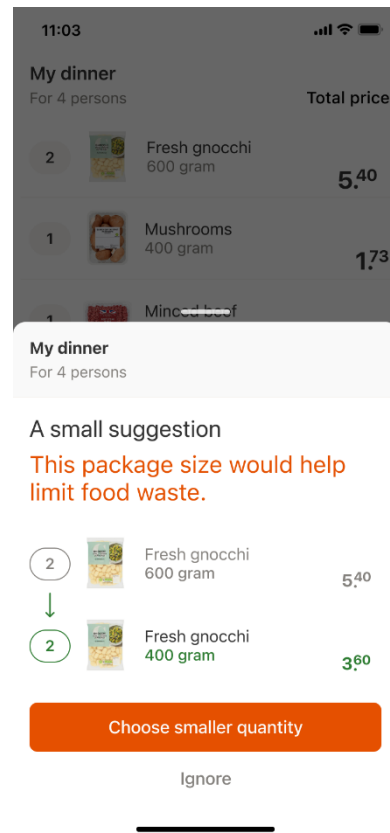 11:03
My dinner
For 4 persons
Total price
2
Fresh gnocchi
600 gram
5.40
1
Mushrooms
400 gram
1.73
1
Minced beef
My dinner
For 4 persons
A small suggestion
This package size would help
limit food waste.
2
Fresh gnocchi
600 gram
5.40
2
Fresh gnocchi
400 gram
3.60
Choose smaller quantity
Ignore